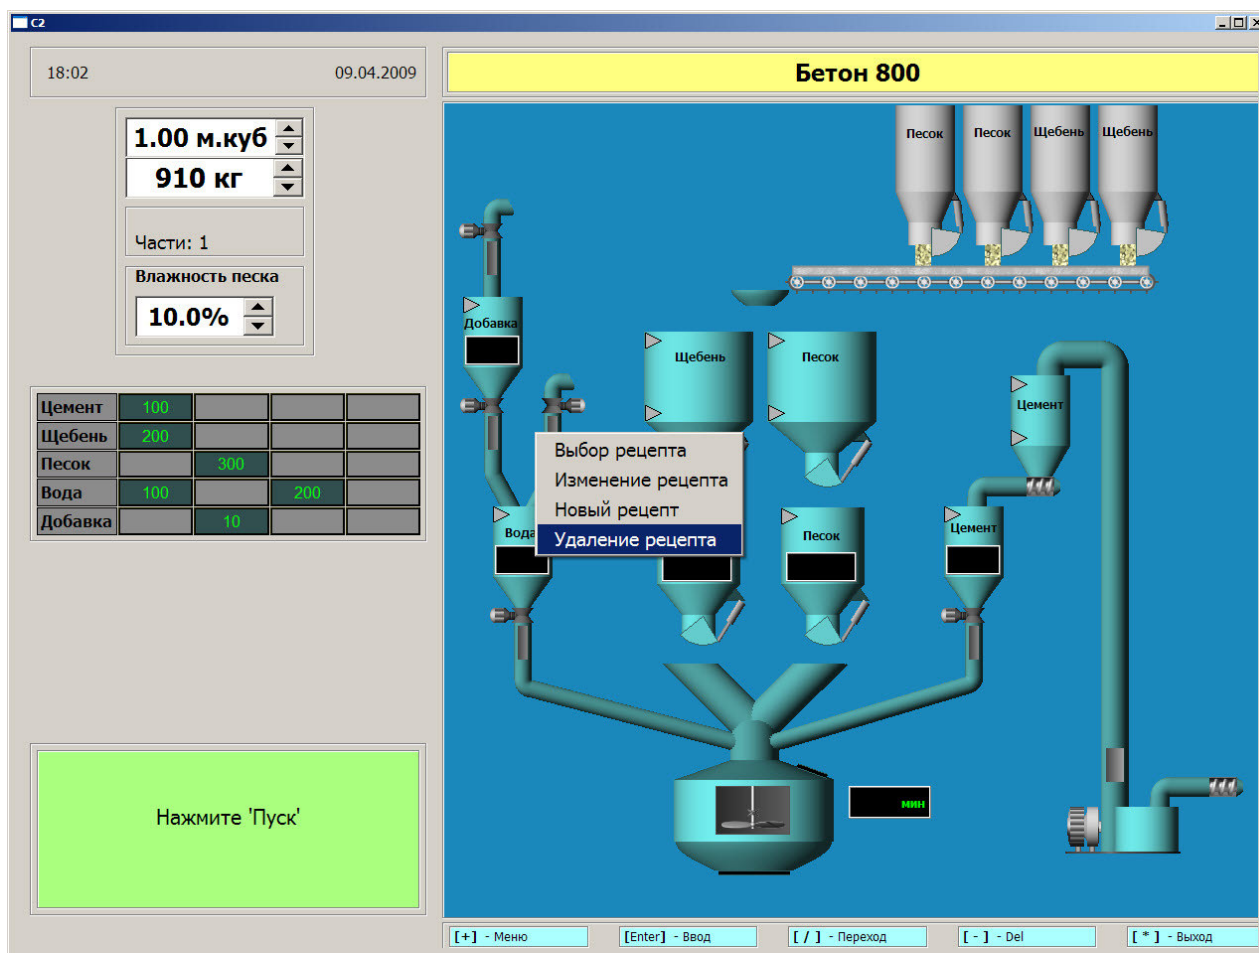 C2
18:02 09.04.2009
Бетон 800
1.00 м.куб
910 кг
Части: 1
Влажность песка
10.0%
Песок Песок Щебень Щебень
Добавка
Щебень Песок
Цемент
Цемент 100
Щебень 200
Песок 300
Вода 100 200
Добавка 10
Выбор рецепта
Изменение рецепта
Новый рецепт
Удаление рецепта
Вода
Песок
Цемент
Нажмите 'Пуск'
мин
[+] - Меню [Enter] - Ввод [ / ] - Переход [ - ] - Del [ * ] - Выход